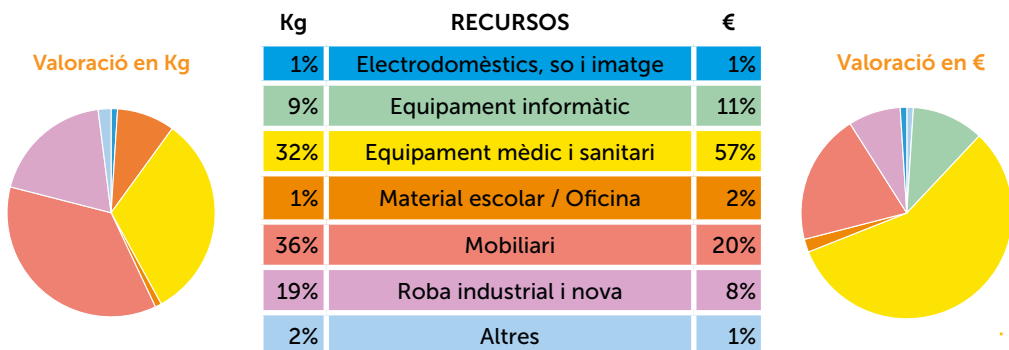 Kg RECURSOS €
Valoració en Kg
Valoració en €
1% Electrodomèstics, so i imatge 1%
9% Equipament informàtic 11%
32% Equipament mèdic i sanitari 57%
1% Material escolar / Oficina 2%
36% Mobiliari 20%
19% Roba industrial i nova 8%
2% Altres 1%